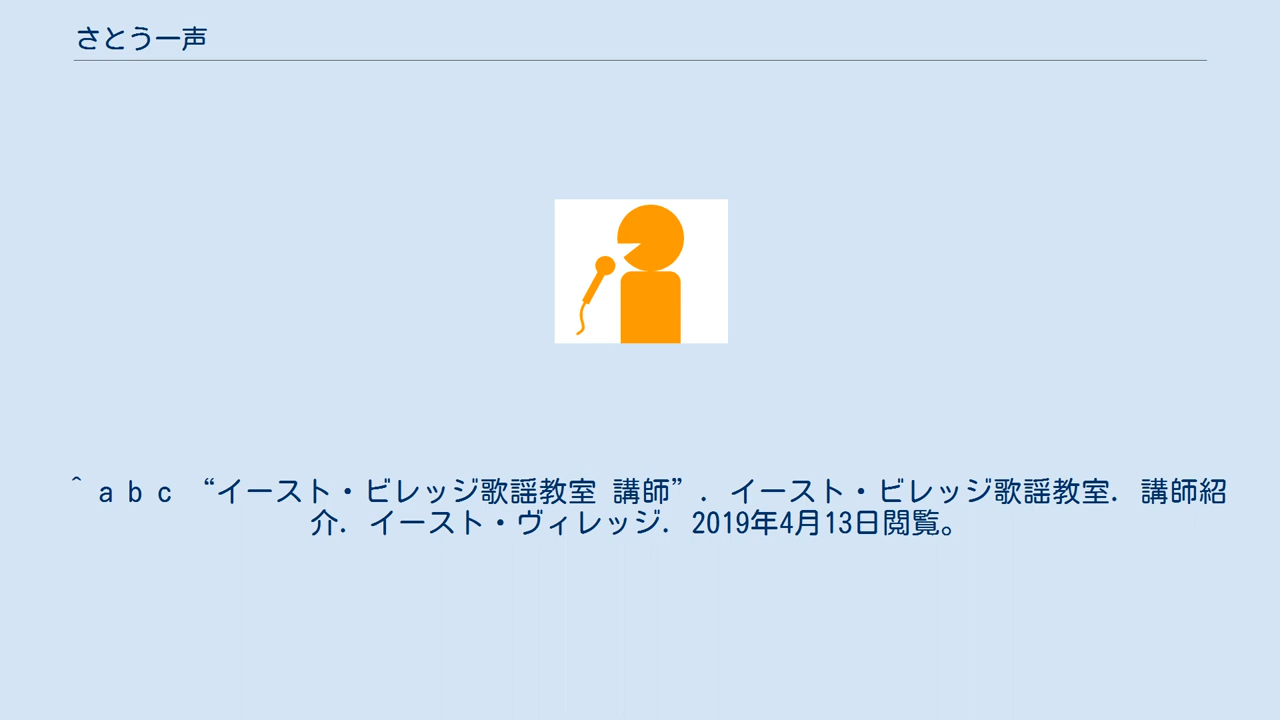 さとう一声
^ a b c “イースト・ビレッジ歌謡教室 講師”. イースト・ビレッジ歌謡教室. 講師紹
介. イースト・ヴィレッジ. 2019年4月13日閲覧。